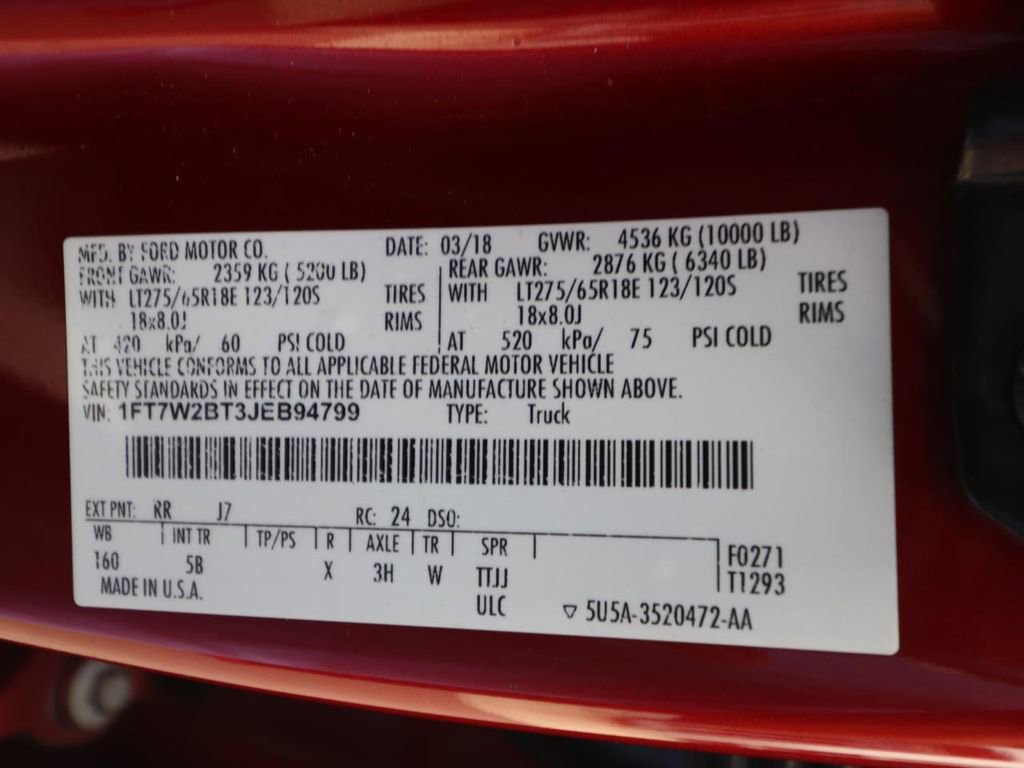 MFD. BY FORD MOTOR CO. DATE: 03/18 GVWR: 4536 KG (10000 LB)
FRONT GAWR: 2359 KG ( 5200 LB) REAR GAWR: 2876 KG ( 6340 LB)
WITH LT275/65R18E 123/120S TIRES WITH LT275/65R18E 123/120S TIRES
18x8.0J RIMS 18x8.0J RIMS
AT 420 kPa/ 60 PSI COLD AT 520 kPa/ 75 PSI COLD
THIS VEHICLE CONFORMS TO ALL APPLICABLE FEDERAL MOTOR VEHICLE
SAFETY STANDARDS IN EFFECT ON THE DATE OF MANUFACTURE SHOWN ABOVE.
VIN: 1FT7W2BT3JEB94799 TYPE: Truck
EXT PNT: RR J7 RC: 24 DSO:
WB INT TR TP/PS R AXLE TR SPR F0271
160 5B X 3H W TTJJ T1293
MADE IN U.S.A. ULC ▽ 5U5A-3520472-AA